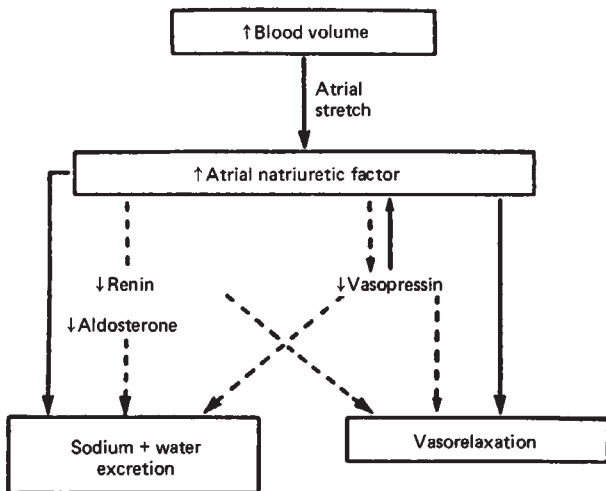 ↑Blood volume
Atrial
stretch
↑Atrial natriuretic factor
↓Renin
↓Vasopressin
↓Aldosterone
Sodium + water
excretion
Vasorelaxation